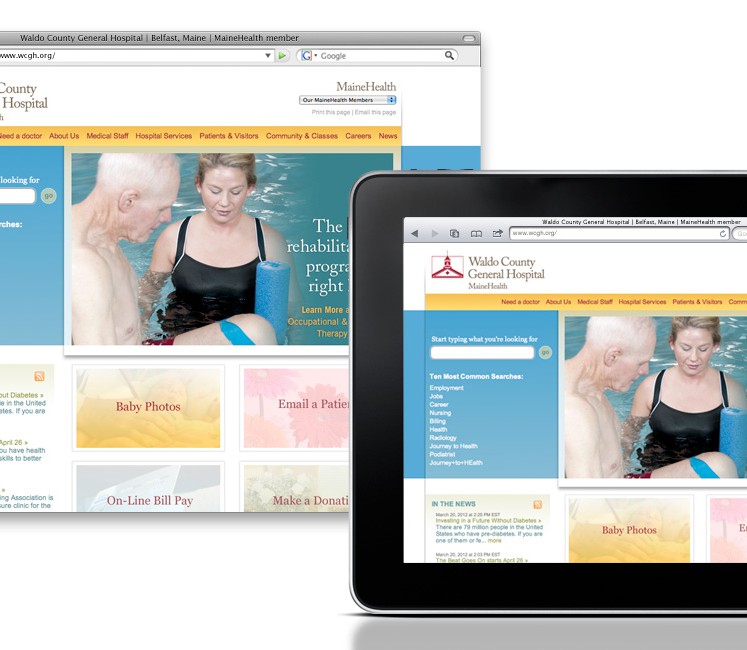 Waldo County General Hospital | Belfast, Maine | MaineHealth member
www.wcgh.org/
Google
County
Hospital
MaineHealth
Our MaineHealth Members
Print this page | Email this page
Need a doctor About Us Medical Staff Hospital Services Patients & Visitors Community & Classes Careers News
looking for
go
The
rehabilita
progra
right
Learn More a
Occupational &
Therapy
out Diabetes »
e in the United
etes. If you are
April 26 »
ou have health
skills to better
»
ing Association is
sure clinic for the
Baby Photos
Email a Patie
On-Line Bill Pay
Make a Donati
Waldo County General Hospital | Belfast, Maine | MaineHealth member
www.wcgh.org/
Waldo County
General Hospital
MaineHealth
Need a doctor About Us Medical Staff Hospital Services Patients & Visitors Comm
Start typing what you're looking for
go
Ten Most Common Searches:
Employment
Jobs
Career
Nursing
Billing
Health
Radiology
Journey to Health
Podiatrist
Journey+to+HEalth
IN THE NEWS
March 20, 2012 at 2:25 PM EST
Investing in a Future Without Diabetes »
There are 79 million people in the United
States who have pre-diabetes. If you are
one of them or fe... more
March 20, 2012 at 2:03 PM EST
The Best Goes On starts April 26 »
Baby Photos